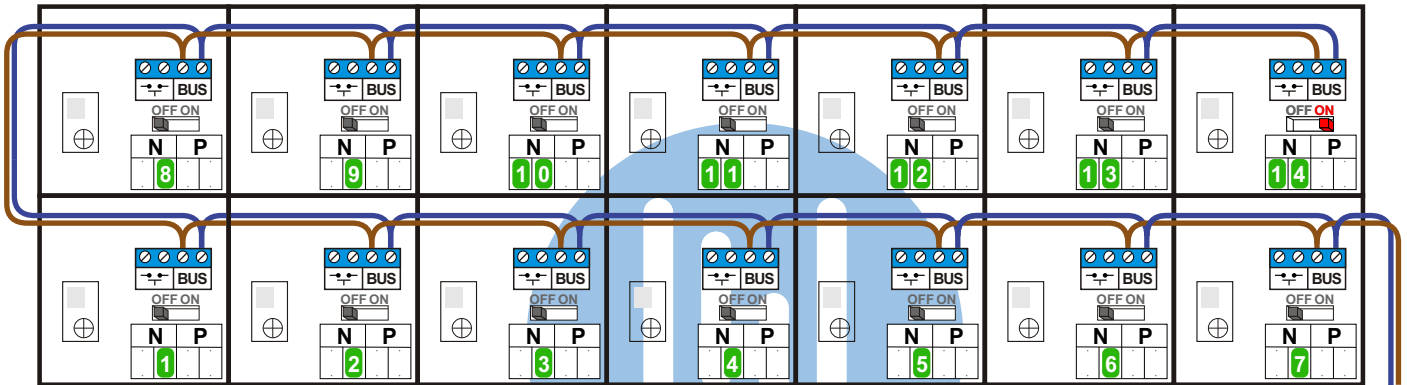 BUS BUS BUS BUS BUS BUS BUS
OFF ON OFF ON OFF ON OFF ON OFF ON OFF ON OFF ON
N P N P N P N P N P N P N P
8 9 10 11 12 13 14
BUS BUS BUS BUS BUS BUS BUS
OFF ON OFF ON OFF ON OFF ON OFF ON OFF ON OFF ON
N P N P N P N P N P N P N P
1 2 3 4 5 6 7